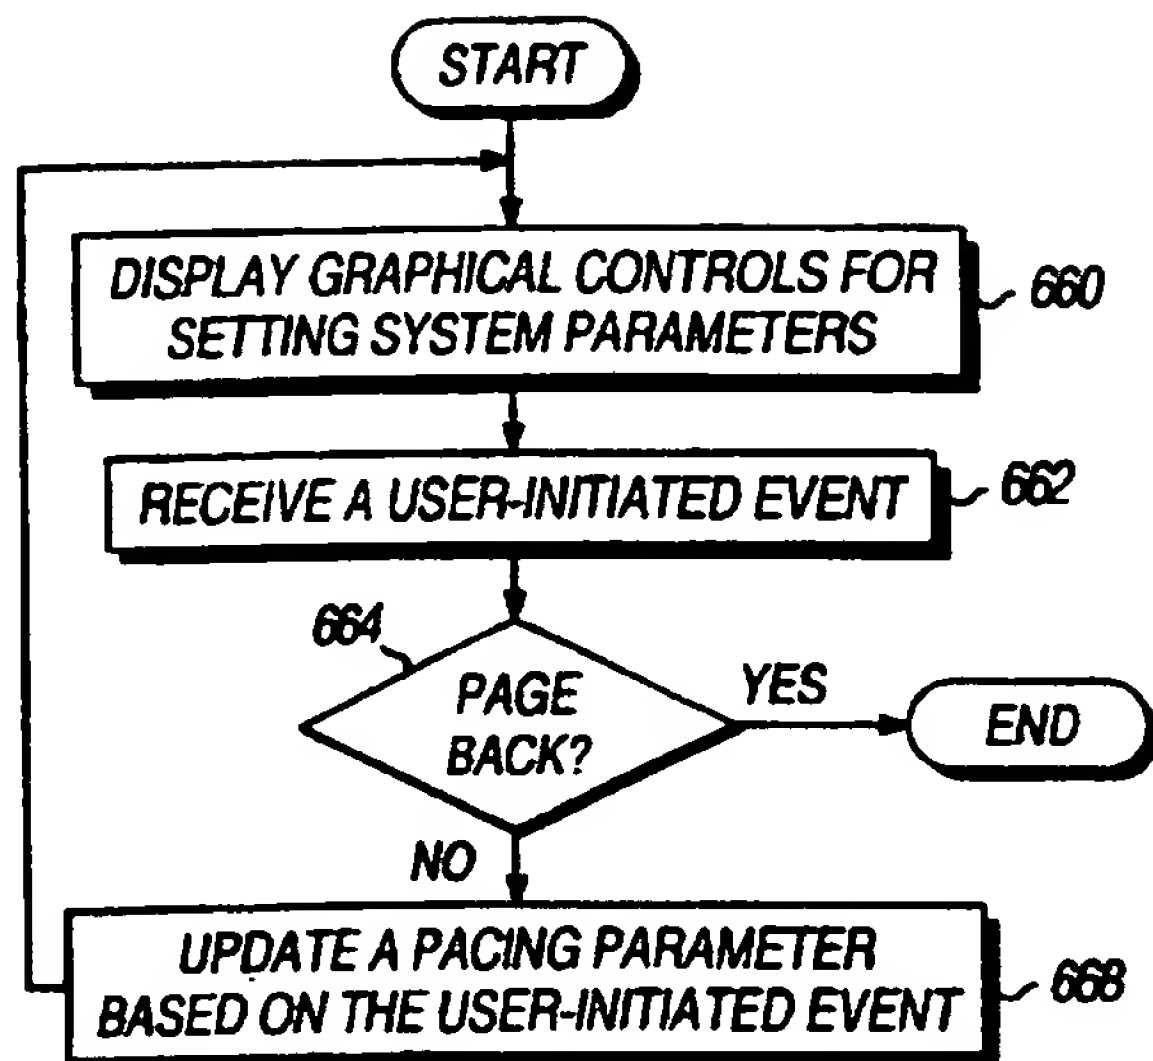 START
DISPLAY GRAPHICAL CONTROLS FOR
SETTING SYSTEM PARAMETERS
660
RECEIVE A USER-INITIATED EVENT
662
664
PAGE
BACK?
YES
END
NO
UPDATE A PACING PARAMETER
BASED ON THE USER-INITIATED EVENT
668